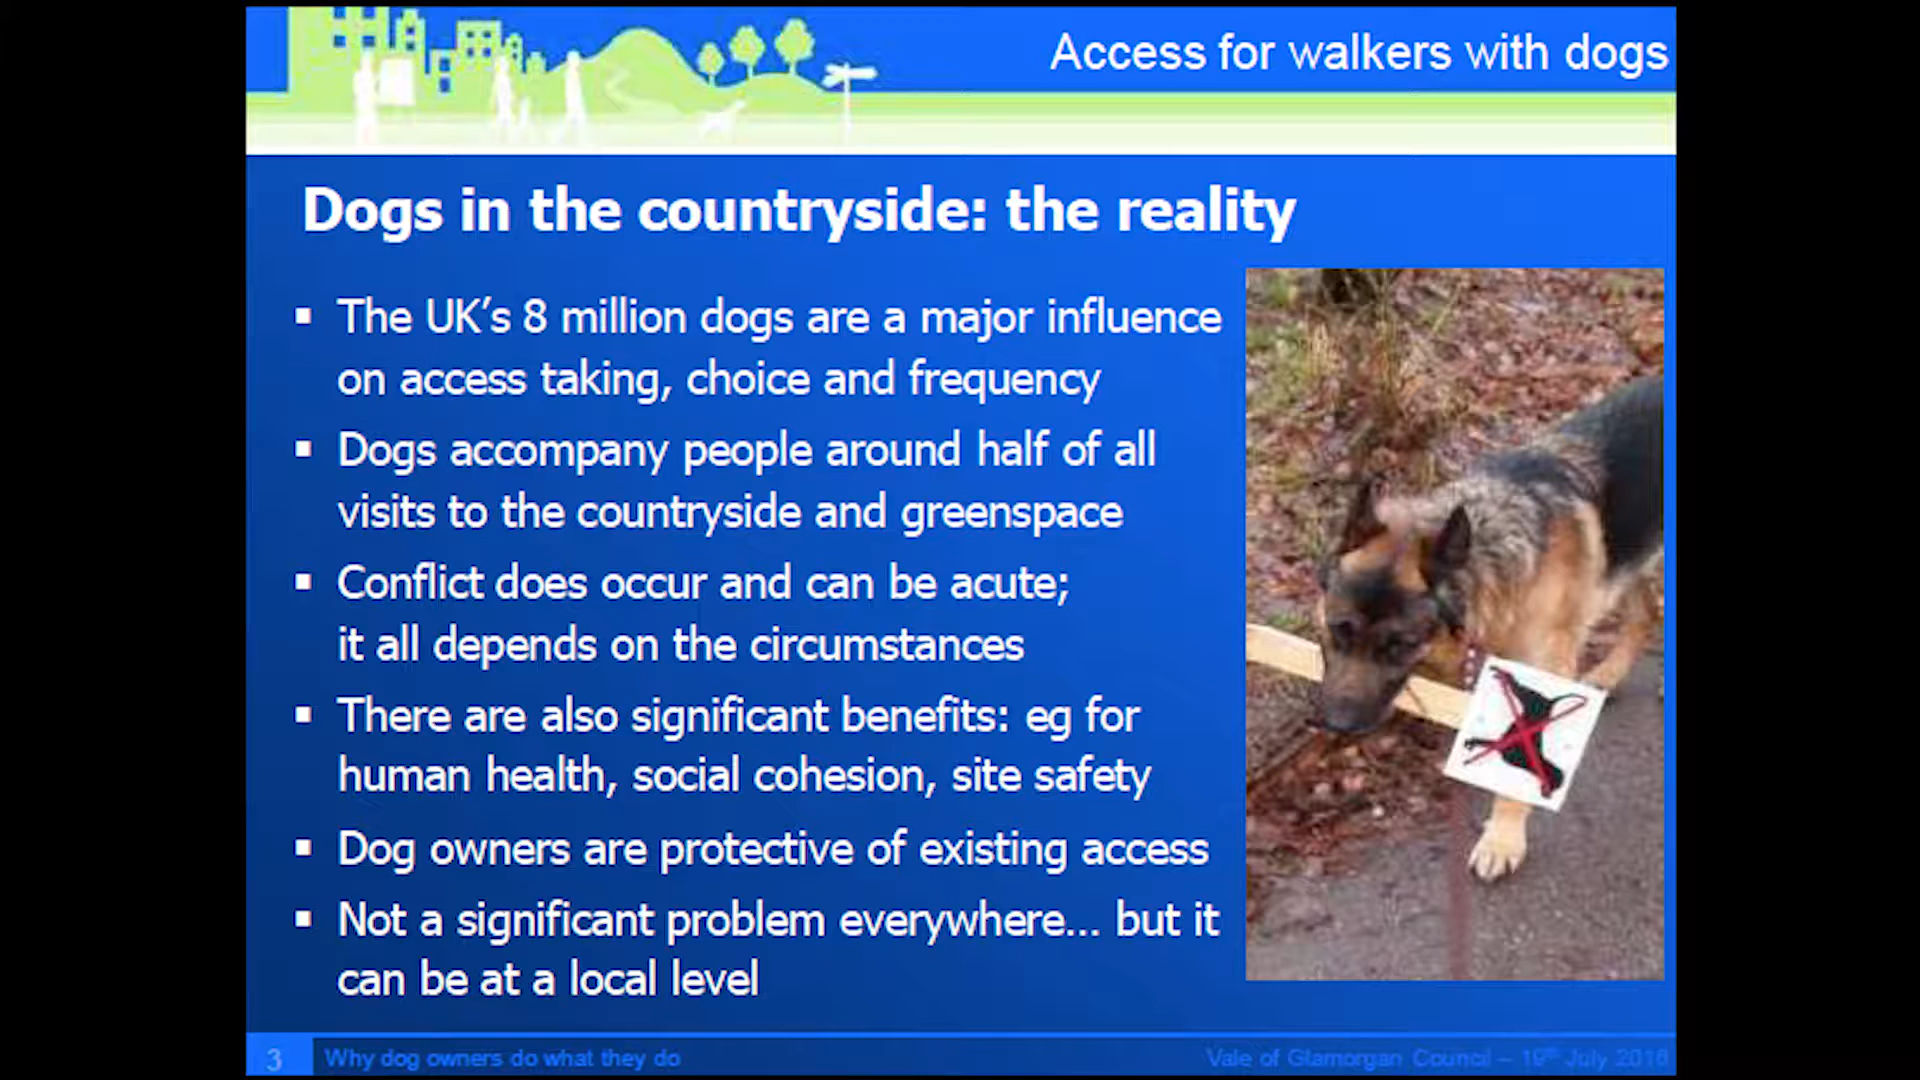 Access for walkers with dogs
Dogs in the countryside: the reality
▪ The UK’s 8 million dogs are a major influence
on access taking, choice and frequency
▪ Dogs accompany people around half of all
visits to the countryside and greenspace
▪ Conflict does occur and can be acute;
it all depends on the circumstances
▪ There are also significant benefits: eg for
human health, social cohesion, site safety
▪ Dog owners are protective of existing access
▪ Not a significant problem everywhere... but it
can be at a local level
3 Why dog owners do what they do
Vale of Glamorgan Council – 19th July 2016